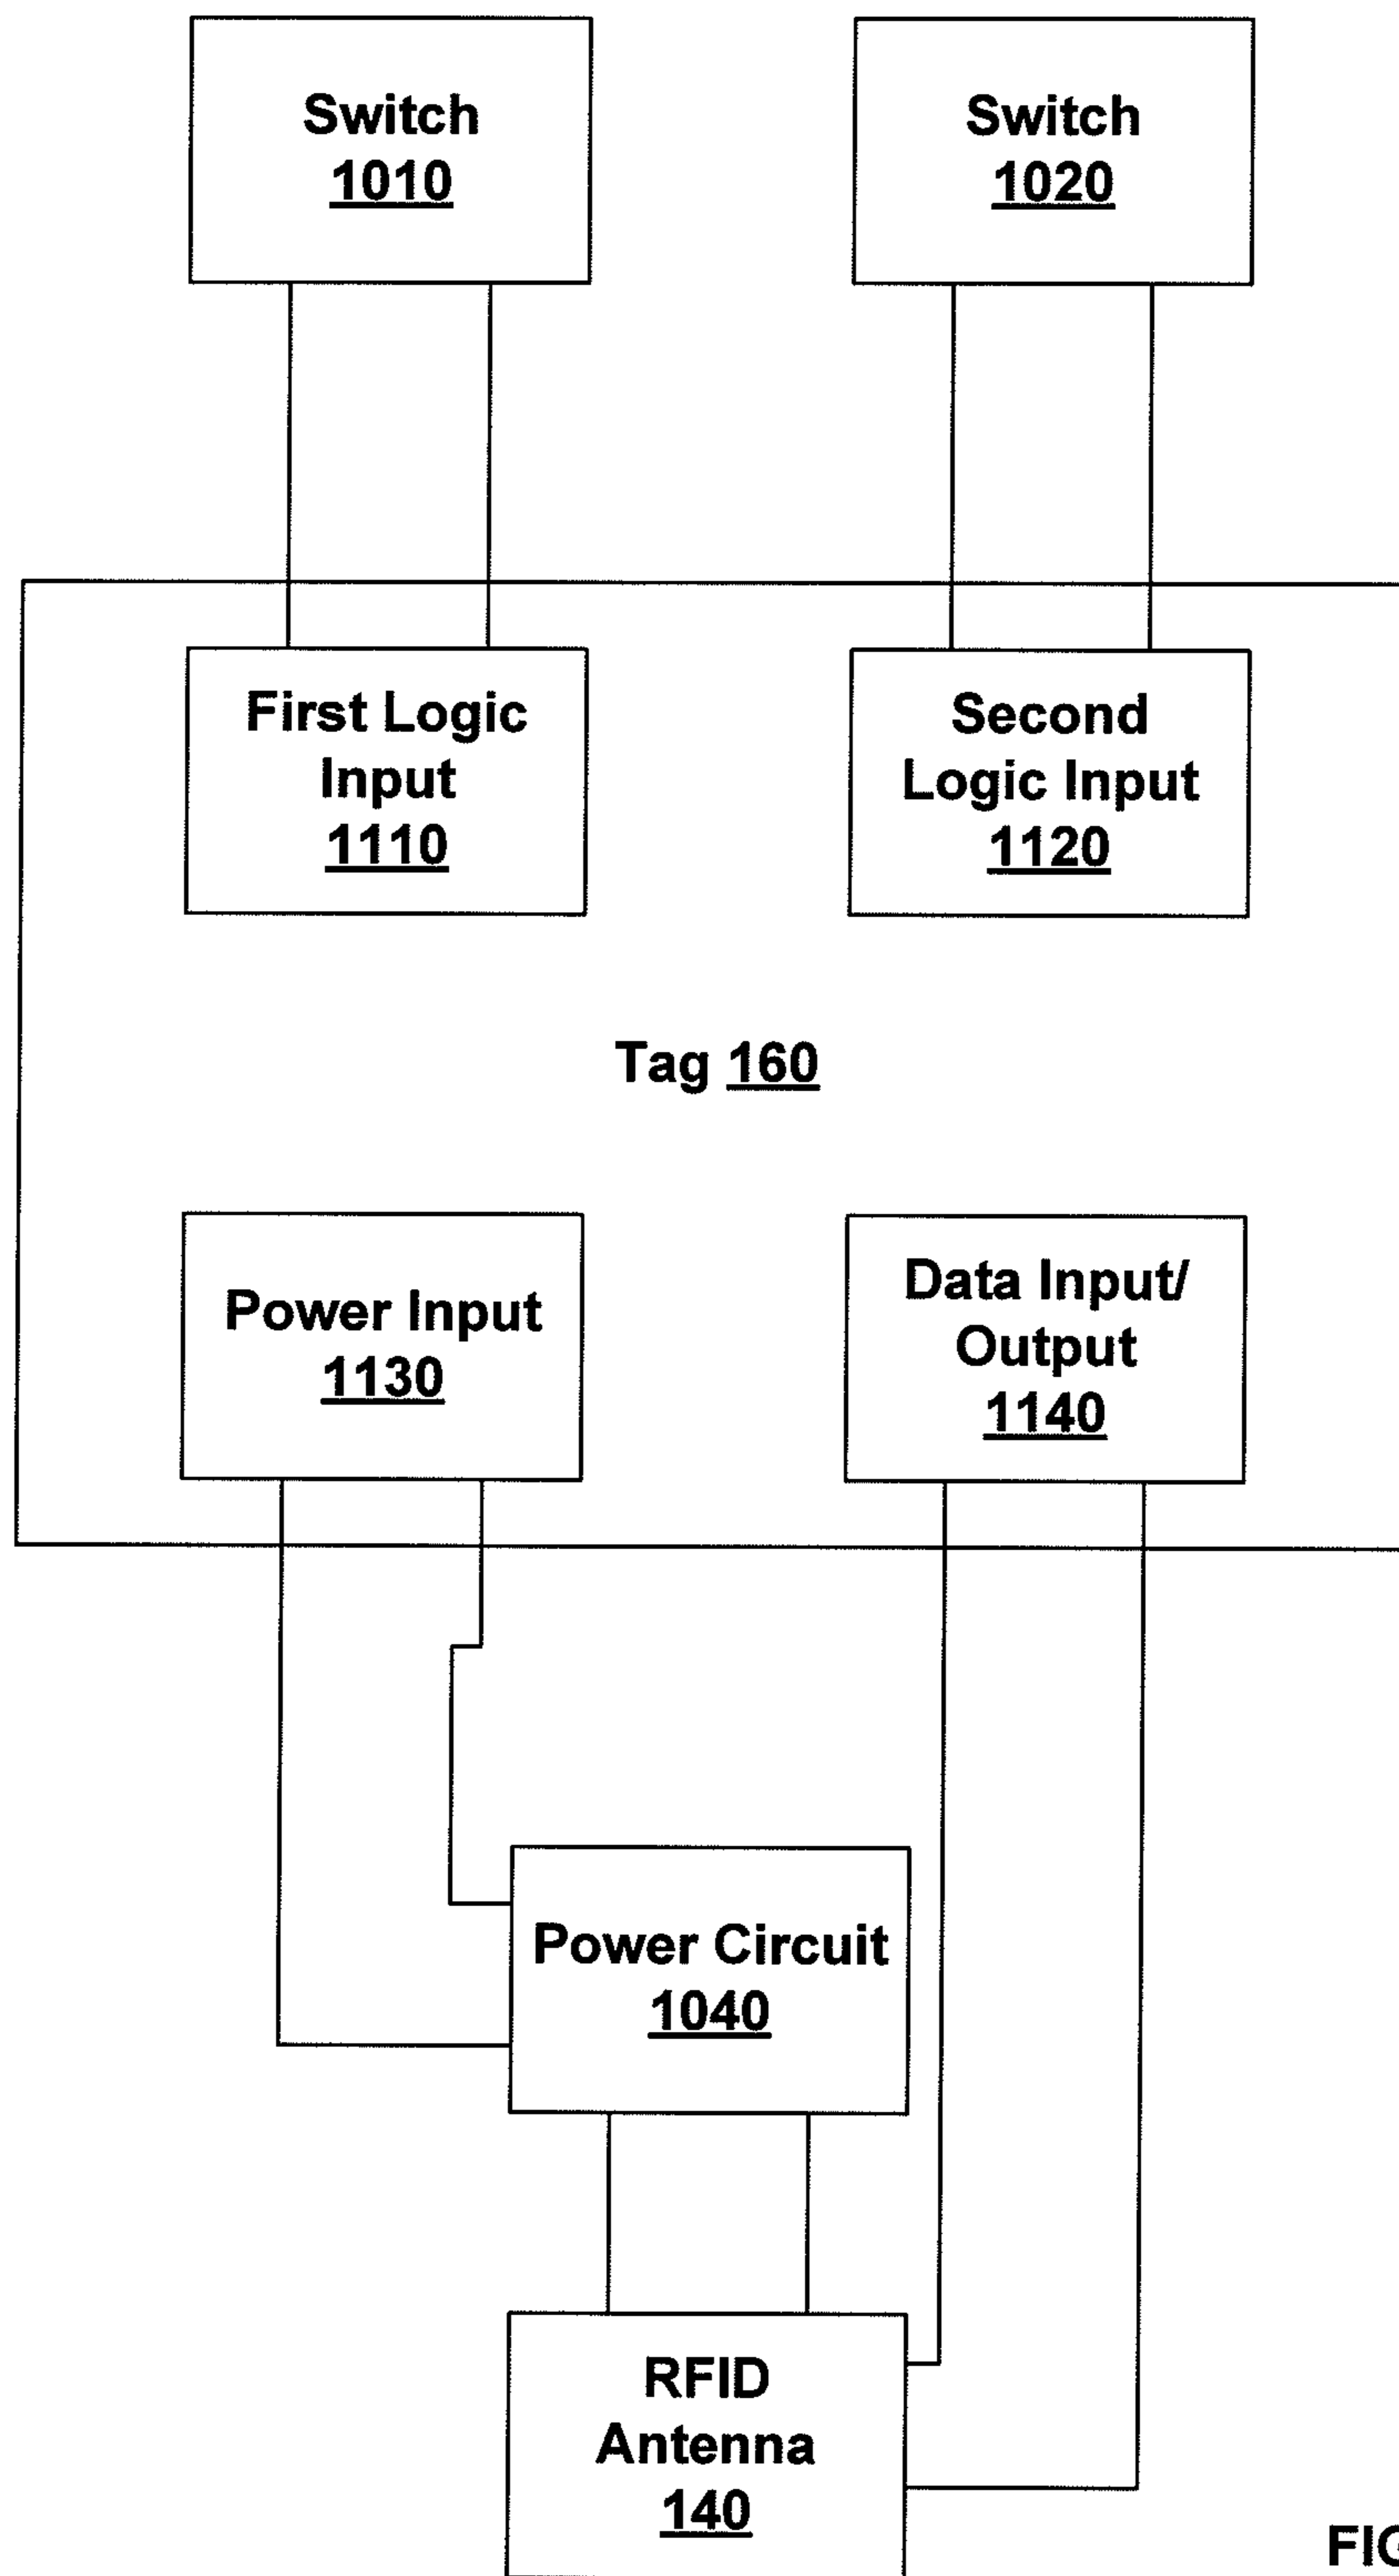 Switch
1010
Switch
1020
First Logic
Input
1110
Second
Logic Input
1120
Tag 160
Power Input
1130
Data Input/
Output
1140
Power Circuit
1040
RFID
Antenna
140
FIG